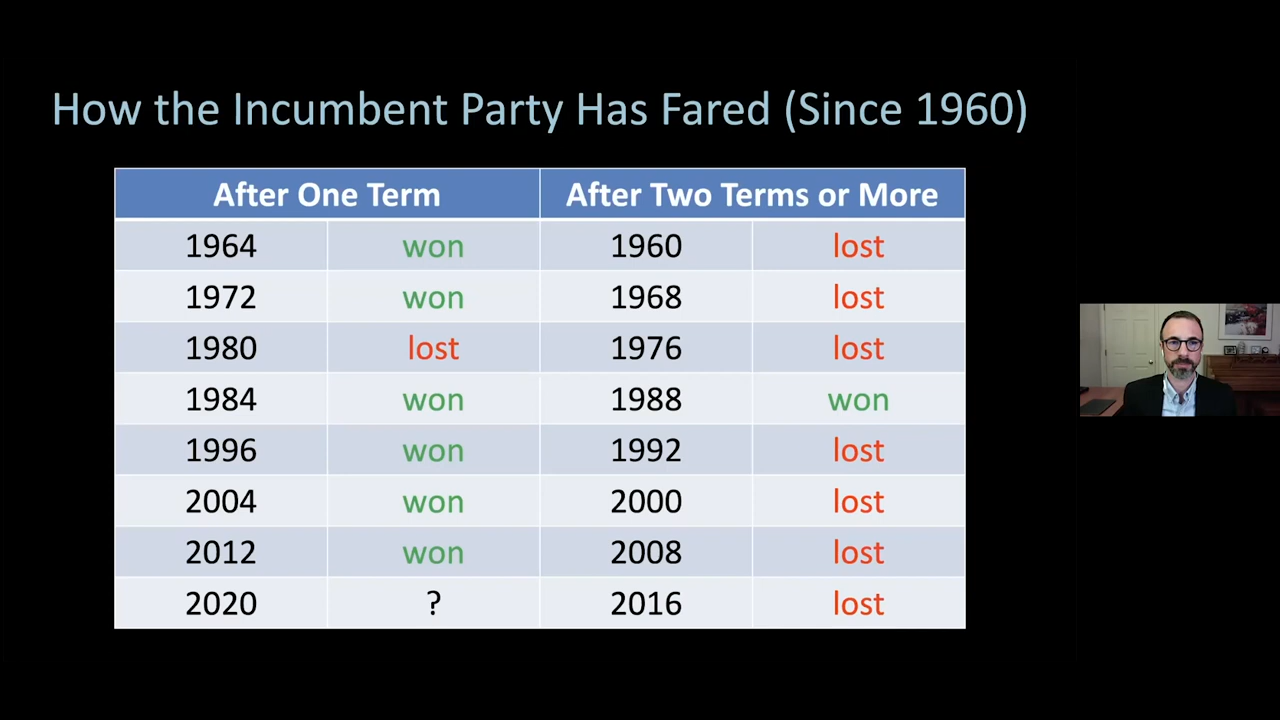 How the Incumbent Party Has Fared (Since 1960)
After One Term After Two Terms or More
1964 won 1960 lost
1972 won 1968 lost
1980 lost 1976 lost
1984 won 1988 won
1996 won 1992 lost
2004 won 2000 lost
2012 won 2008 lost
2020 ? 2016 lost